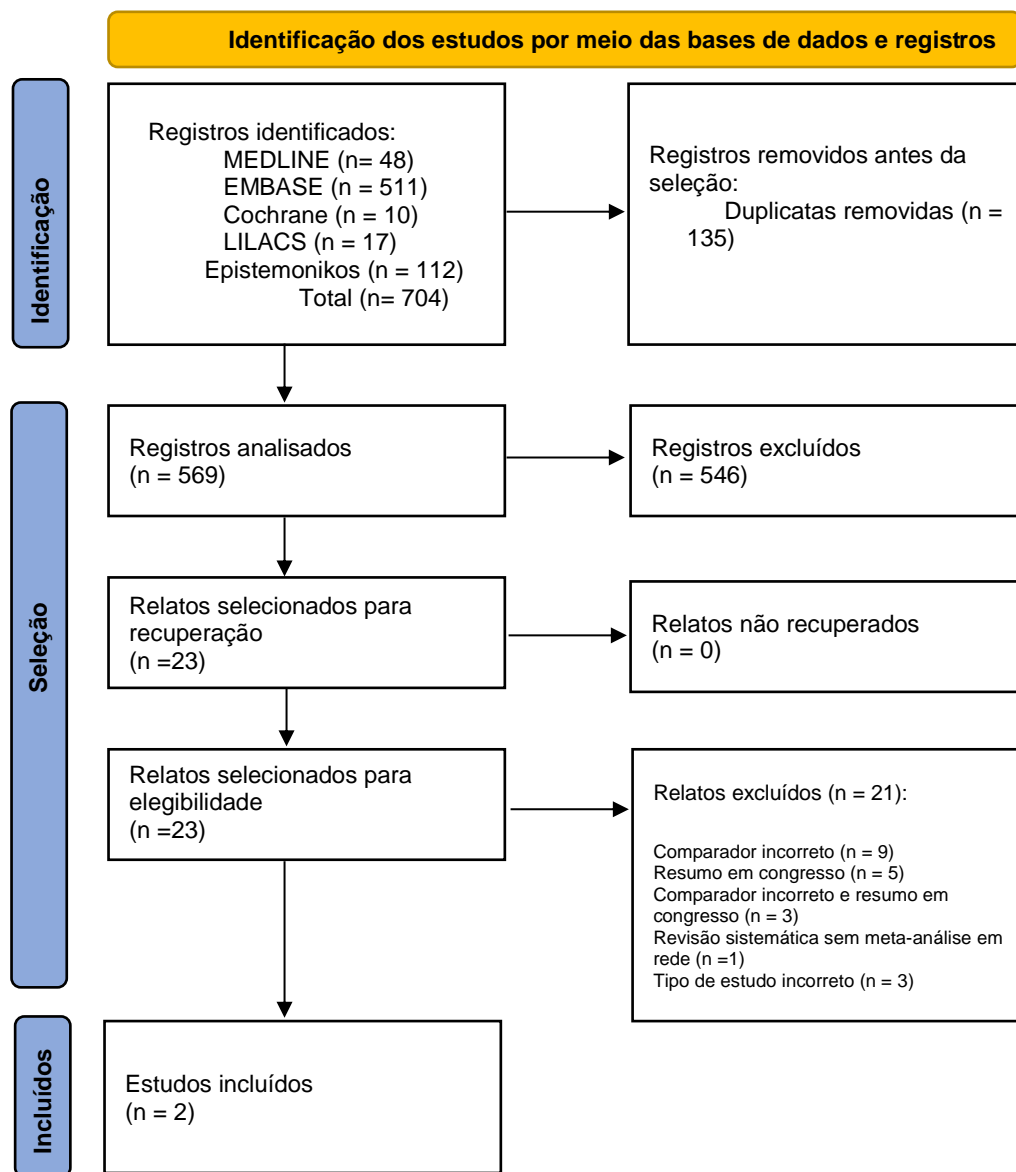 Identificação dos estudos por meio das bases de dados e registros
Identificação
Registros identificados:
MEDLINE (n= 48)
EMBASE (n = 511)
Cochrane (n = 10)
LILACS (n = 17)
Epistemonikos (n = 112)
Total (n= 704)
Registros removidos antes da
seleção:
Duplicatas removidas (n =
135)
Seleção
Registros analisados
(n = 569)
Registros excluídos
(n = 546)
Relatos selecionados para
recuperação
(n =23)
Relatos não recuperados
(n = 0)
Relatos selecionados para
elegibilidade
(n =23)
Relatos excluídos (n = 21):
Comparador incorreto (n = 9)
Resumo em congresso (n = 5)
Comparador incorreto e resumo em
congresso (n = 3)
Revisão sistemática sem meta-análise em
rede (n =1)
Tipo de estudo incorreto (n = 3)
Incluídos
Estudos incluídos
(n = 2)